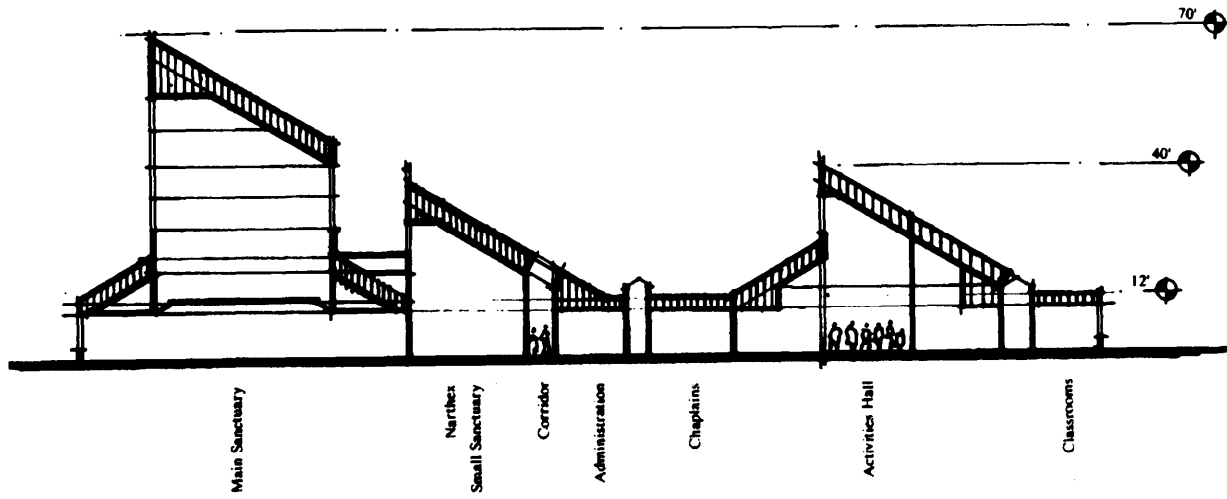 70'
40'
12'
Main Sanctuary
Narthex
Small Sanctuary
Corridor
Administration
Chaplains
Activities Hall
Classrooms